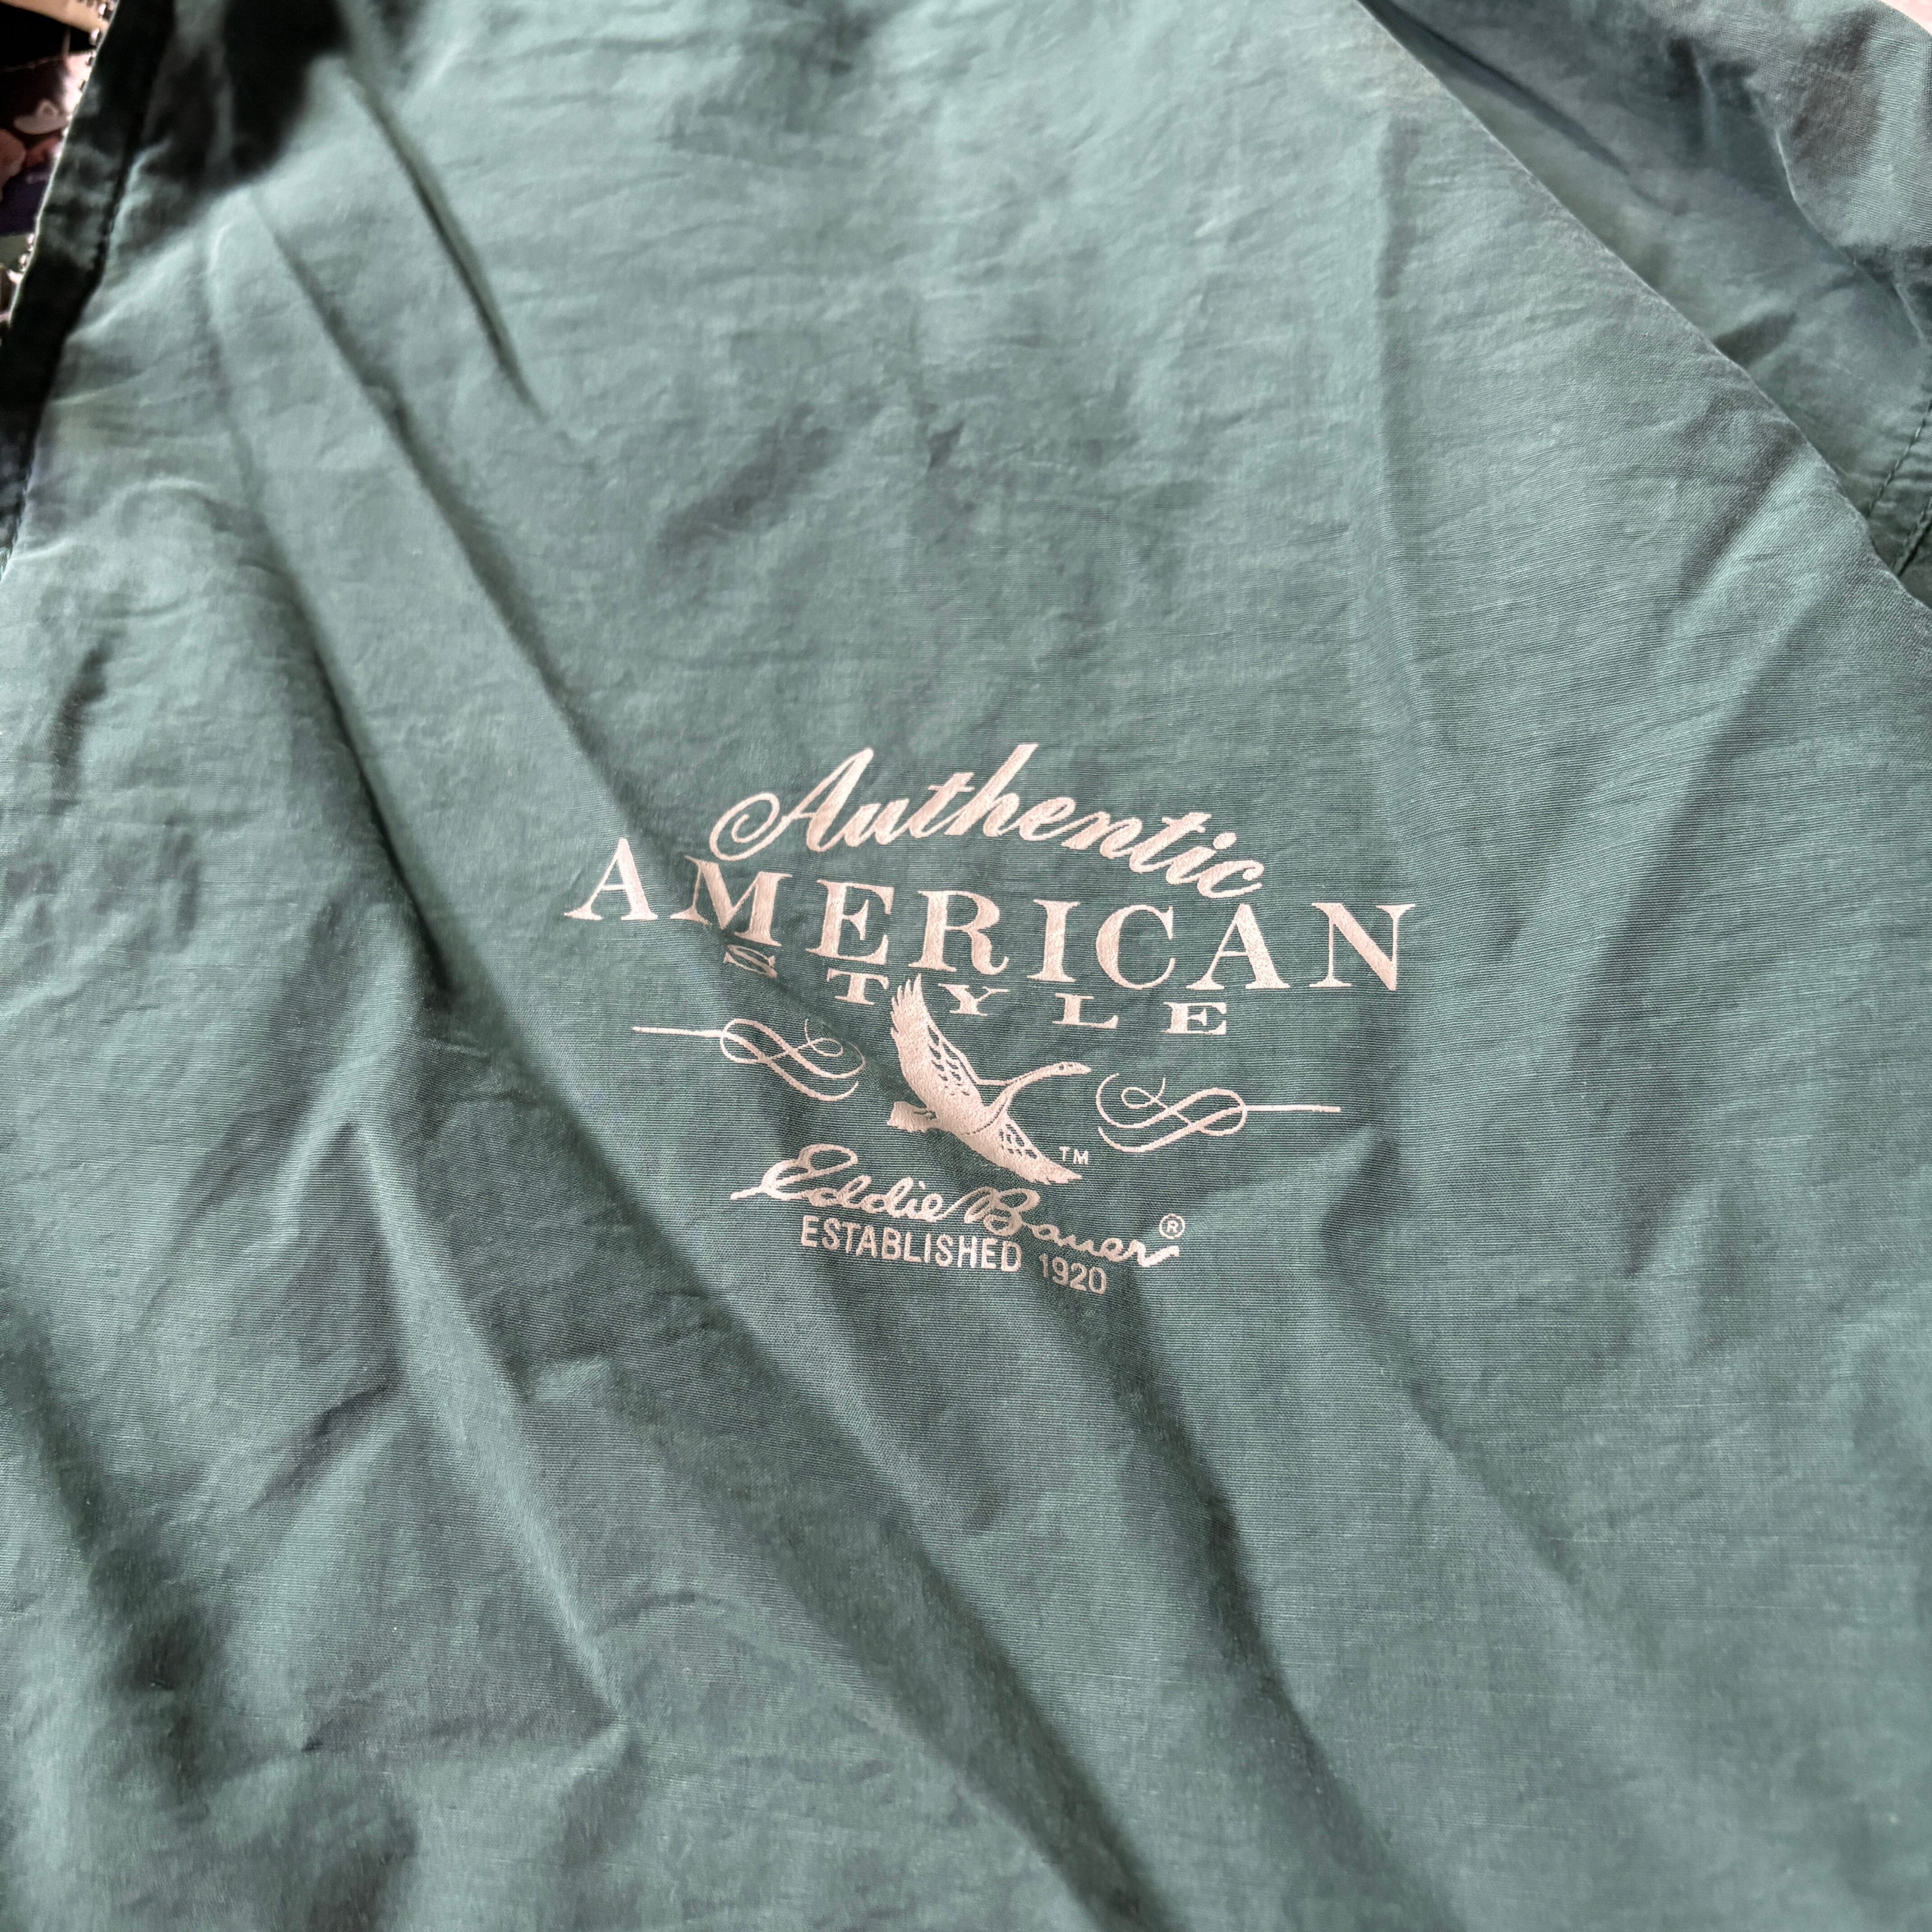 Authentic
AMERICAN
STYLE
TM
Eddie Bauer®
ESTABLISHED 1920